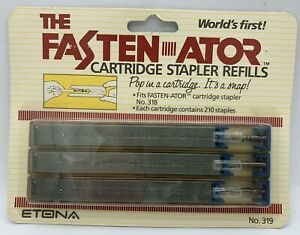 THE
World's first!
FASTEN ATOR™
CARTRIDGE STAPLER REFILLS
Pop in a cartridge. It's a snap!
• Fits FASTEN-ATOR™ cartridge stapler
No. 318
• Each cartridge contains 210 staples
ETONA
No. 319